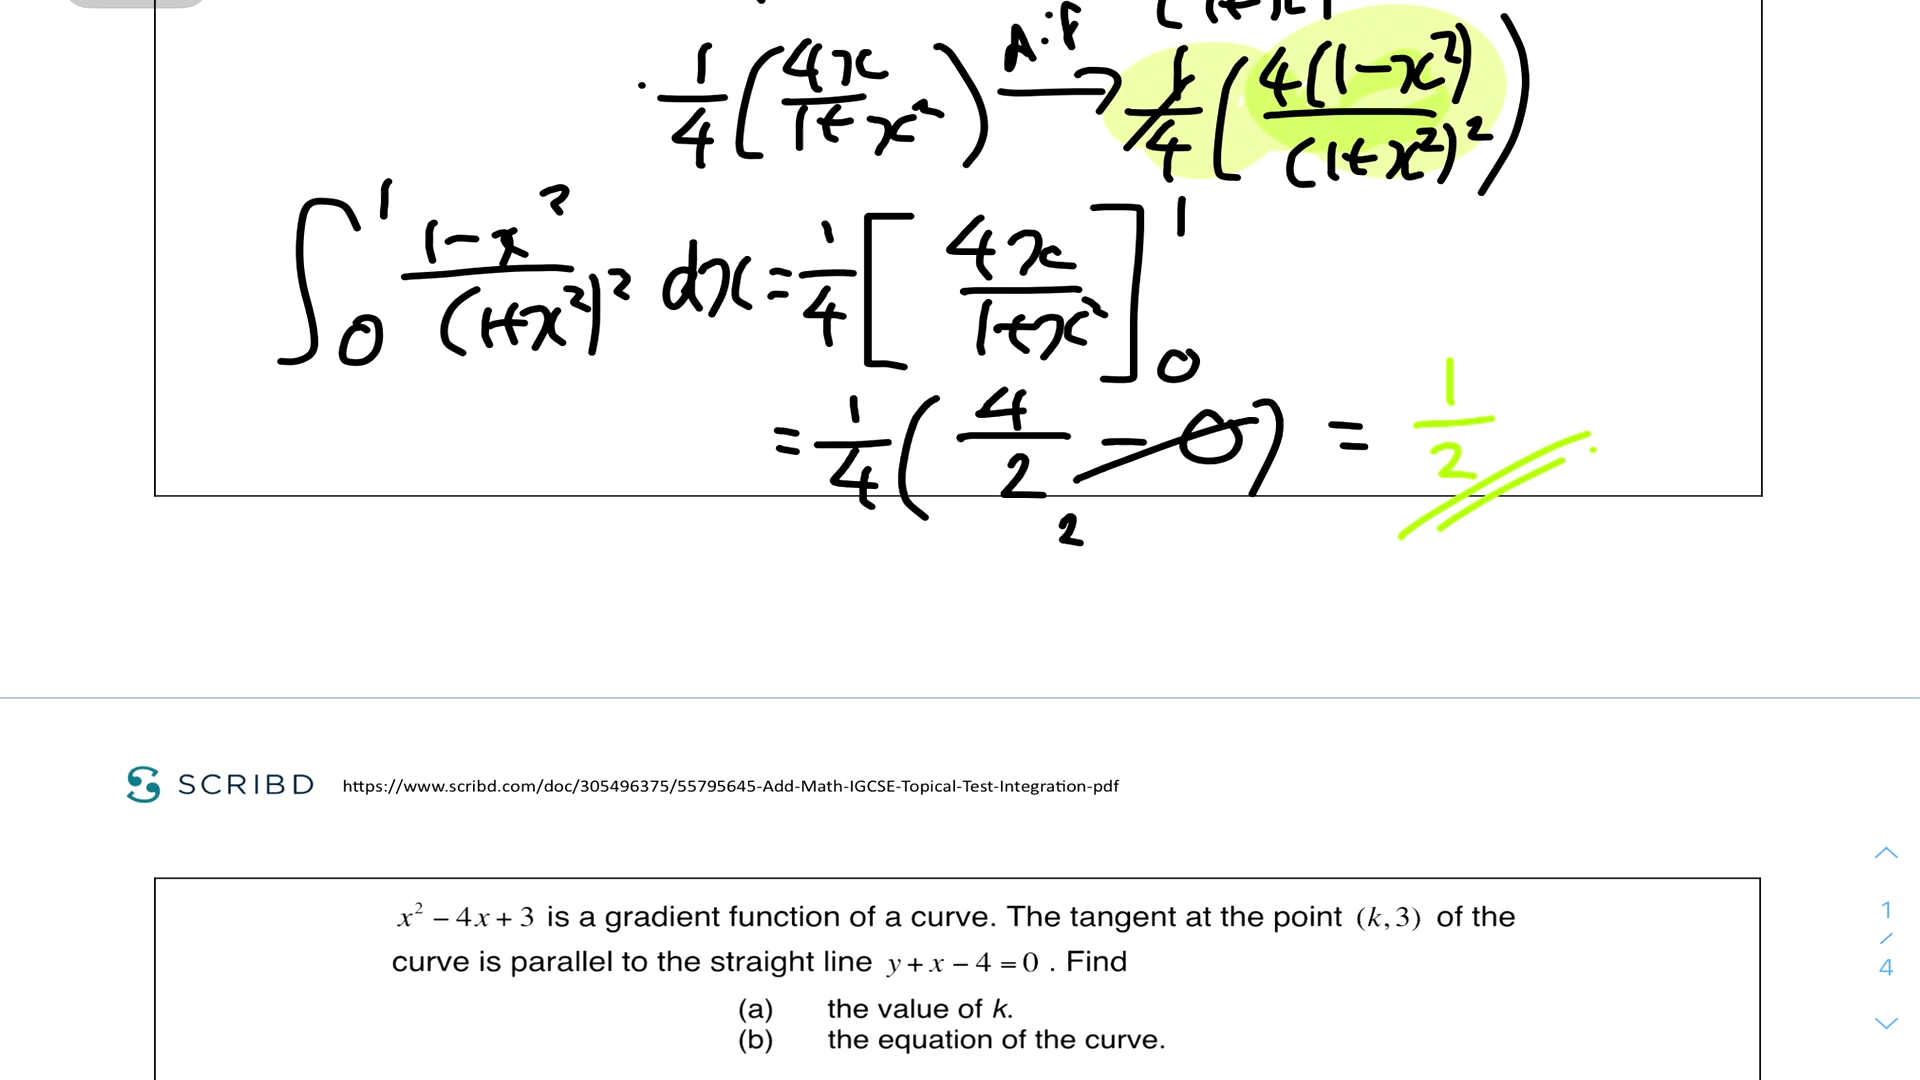 1/4 (4x/1+x²) A:F → 1/4 (4(1-x²)/(1+x²)²)
∫₀¹ 1-x²/(1+x²)² dx = 1/4 [4x/1+x²]₀¹
= 1/4 (4/2 - 0) = 1/2
2
SCRIBD https://www.scribd.com/doc/305496375/55795645-Add-Math-IGCSE-Topical-Test-Integration-pdf
x² – 4x + 3 is a gradient function of a curve. The tangent at the point (k, 3) of the
curve is parallel to the straight line y + x – 4 = 0 . Find
(a) the value of k.
(b) the equation of the curve.
1
/
4